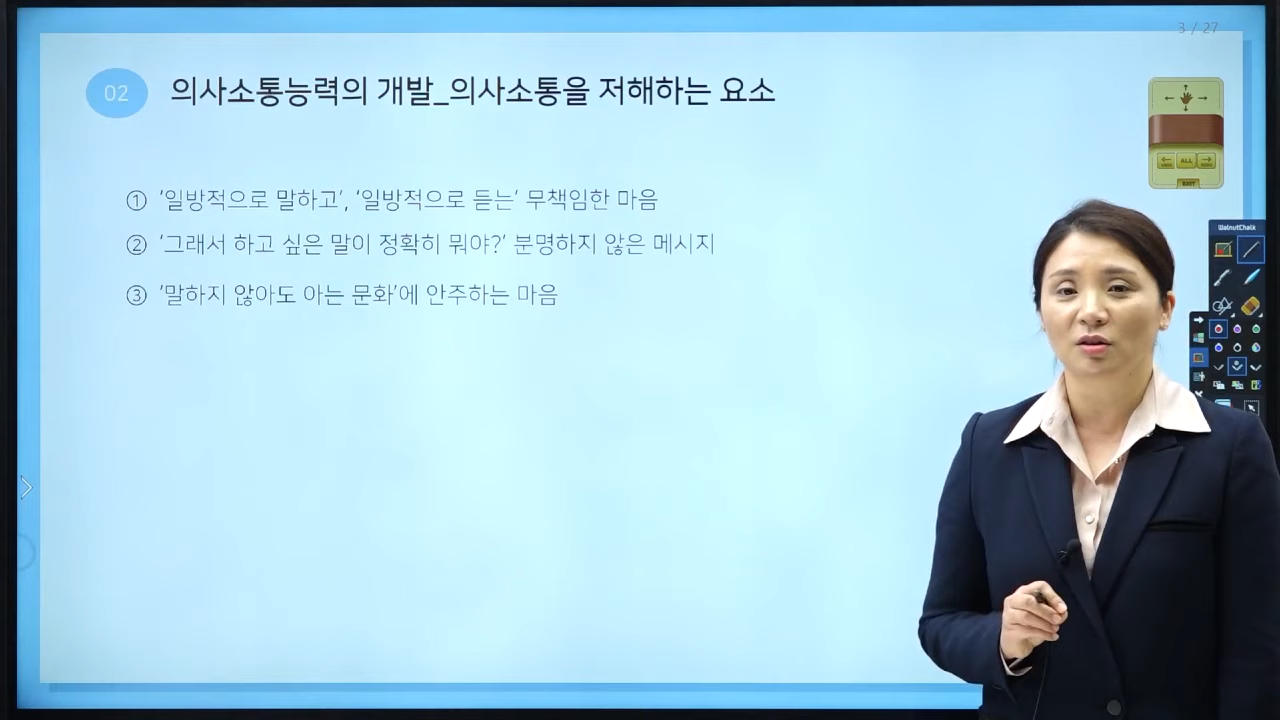 3 / 27
02
의사소통능력의 개발_의사소통을 저해하는 요소
① '일방적으로 말하고', '일방적으로 듣는' 무책임한 마음
② '그래서 하고 싶은 말이 정확히 뭐야?' 분명하지 않은 메시지
③ '말하지 않아도 아는 문화'에 안주하는 마음
ALL
EXIT
WalnutChalk